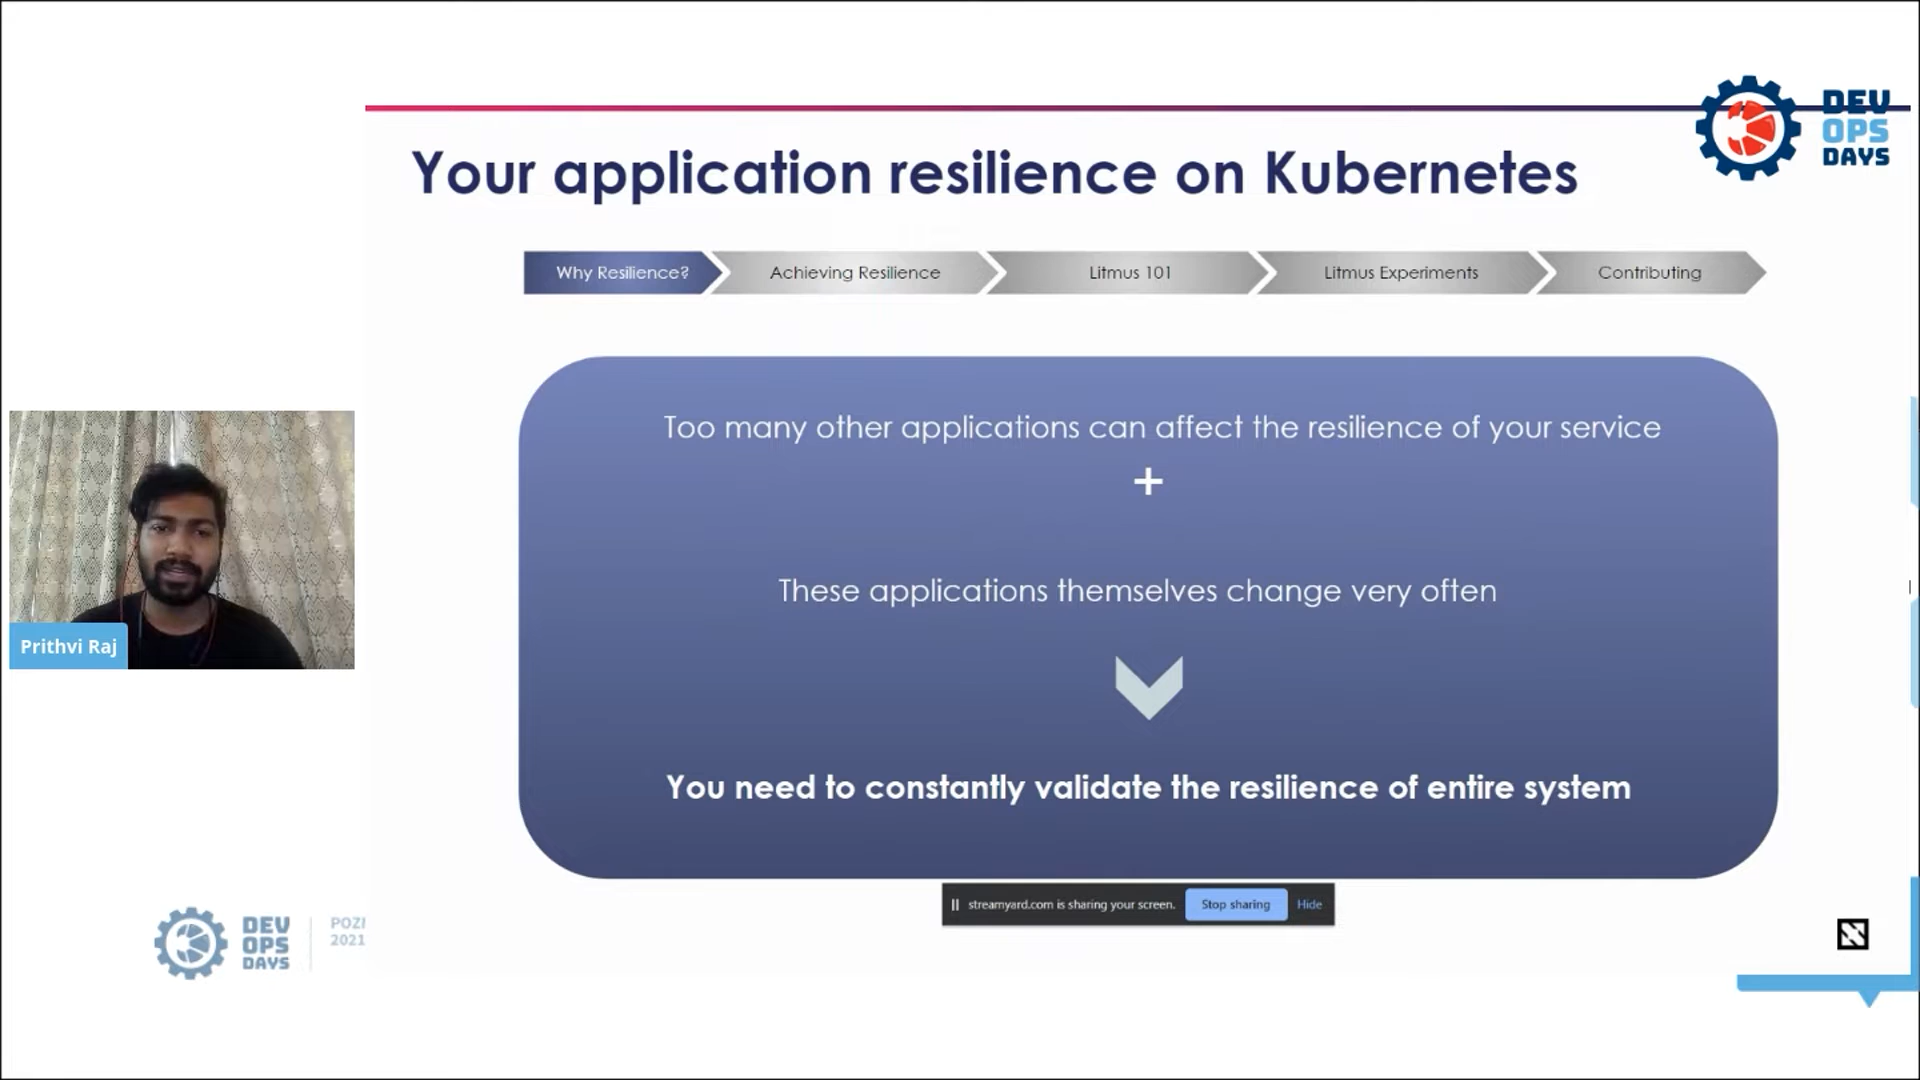 DEV
OPS
DAYS
Your application resilience on Kubernetes
Why Resilience?
Achieving Resilience
Litmus 101
Litmus Experiments
Contributing
Too many other applications can affect the resilience of your service
+
These applications themselves change very often
You need to constantly validate the resilience of entire system
Prithvi Raj
streamyard.com is sharing your screen.
Stop sharing
Hide
DEV
OPS
DAYS
2021